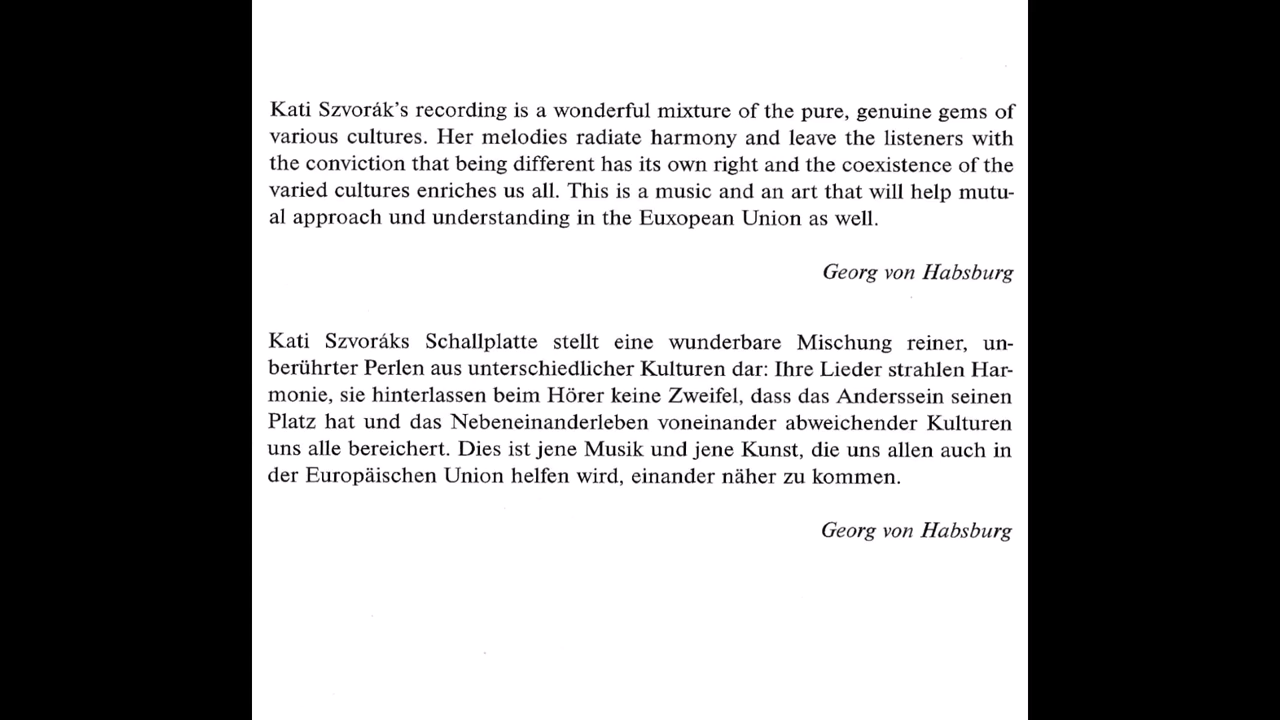 Kati Szvorák's recording is a wonderful mixture of the pure, genuine gems of
various cultures. Her melodies radiate harmony and leave the listeners with
the conviction that being different has its own right and the coexistence of the
varied cultures enriches us all. This is a music and an art that will help mutu-
al approach und understanding in the Euxopean Union as well.
Georg von Habsburg
Kati Szvoráks Schallplatte stellt eine wunderbare Mischung reiner, un-
berührter Perlen aus unterschiedlicher Kulturen dar: Ihre Lieder strahlen Har-
monie, sie hinterlassen beim Hörer keine Zweifel, dass das Anderssein seinen
Platz hat und das Nebeneinanderleben voneinander abweichender Kulturen
uns alle bereichert. Dies ist jene Musik und jene Kunst, die uns allen auch in
der Europäischen Union helfen wird, einander näher zu kommen.
Georg von Habsburg